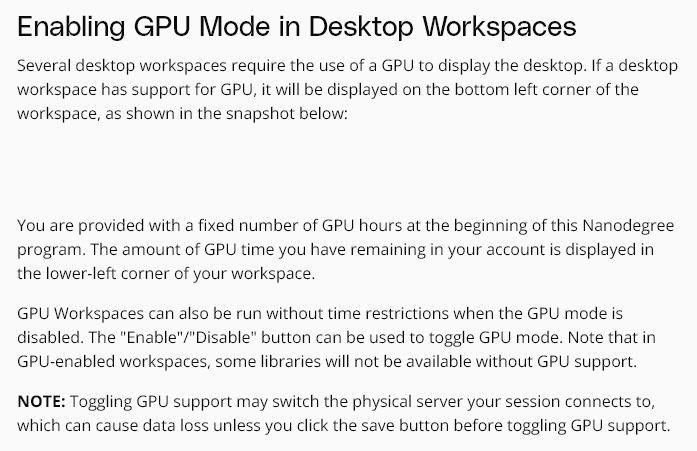 Enabling GPU Mode in Desktop Workspaces
Several desktop workspaces require the use of a GPU to display the desktop. If a desktop
workspace has support for GPU, it will be displayed on the bottom left corner of the
workspace, as shown in the snapshot below:
You are provided with a fixed number of GPU hours at the beginning of this Nanodegree
program. The amount of GPU time you have remaining in your account is displayed in
the lower-left corner of your workspace.
GPU Workspaces can also be run without time restrictions when the GPU mode is
disabled. The "Enable"/"Disable" button can be used to toggle GPU mode. Note that in
GPU-enabled workspaces, some libraries will not be available without GPU support.
NOTE: Toggling GPU support may switch the physical server your session connects to,
which can cause data loss unless you click the save button before toggling GPU support.